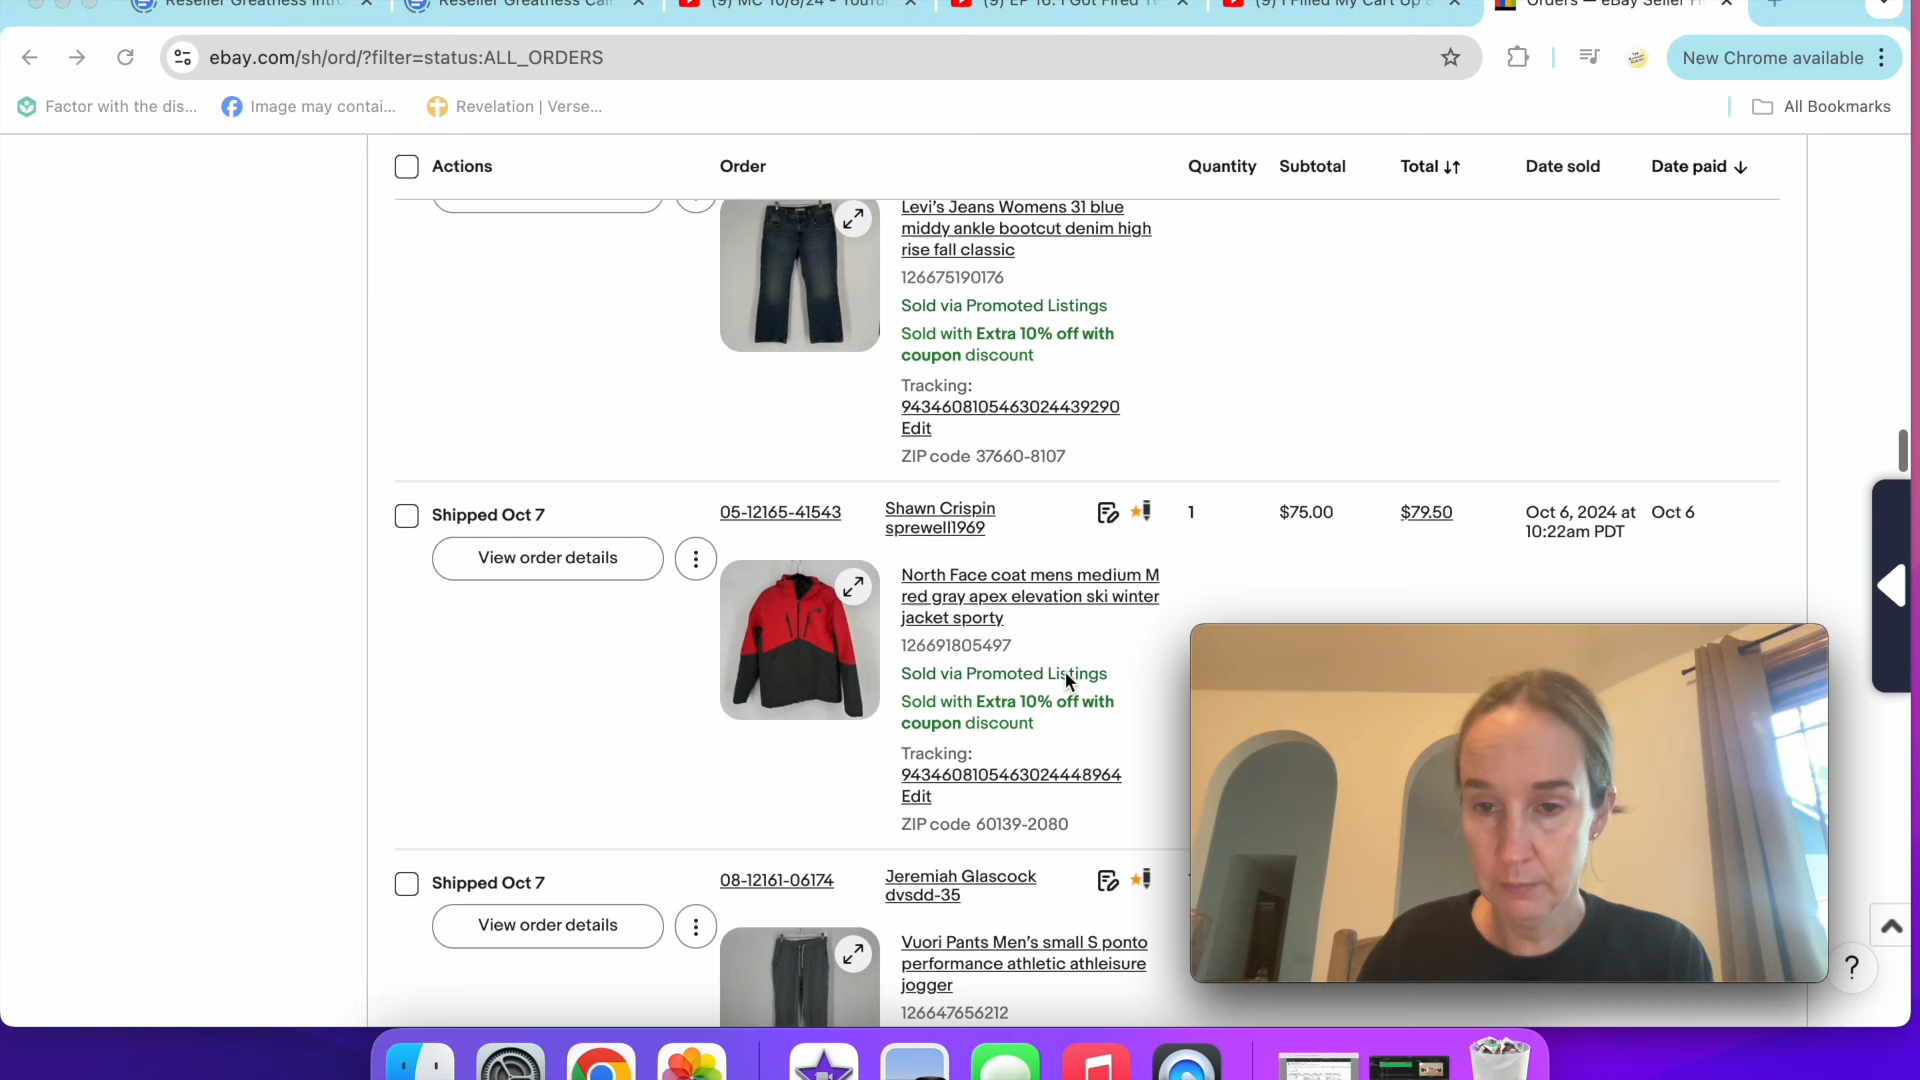 Reseller Greatness Intr
Reseller Greatness Call
(9) MC 10/8/24 - YouTu
(9) EP 16: I Got Fired Tw
(9) I Filled My Cart Up a
Orders — eBay Seller H
ebay.com/sh/ord/?filter=status:ALL_ORDERS
New Chrome available
Factor with the dis...
Image may contai...
Revelation | Verse...
All Bookmarks
Actions
Order
Quantity
Subtotal
Total
Date sold
Date paid
Levi's Jeans Womens 31 blue
middy ankle bootcut denim high
rise fall classic
126675190176
Sold via Promoted Listings
Sold with Extra 10% off with
coupon discount
Tracking:
9434608105463024439290
Edit
ZIP code 37660-8107
Shipped Oct 7
View order details
05-12165-41543
Shawn Crispin
sprewell1969
1
$75.00
$79.50
Oct 6, 2024 at
10:22am PDT
Oct 6
North Face coat mens medium M
red gray apex elevation ski winter
jacket sporty
126691805497
Sold via Promoted Listings
Sold with Extra 10% off with
coupon discount
Tracking:
9434608105463024448964
Edit
ZIP code 60139-2080
Shipped Oct 7
View order details
08-12161-06174
Jeremiah Glascock
dvsdd-35
Vuori Pants Men's small S ponto
performance athletic athleisure
jogger
126647656212
?